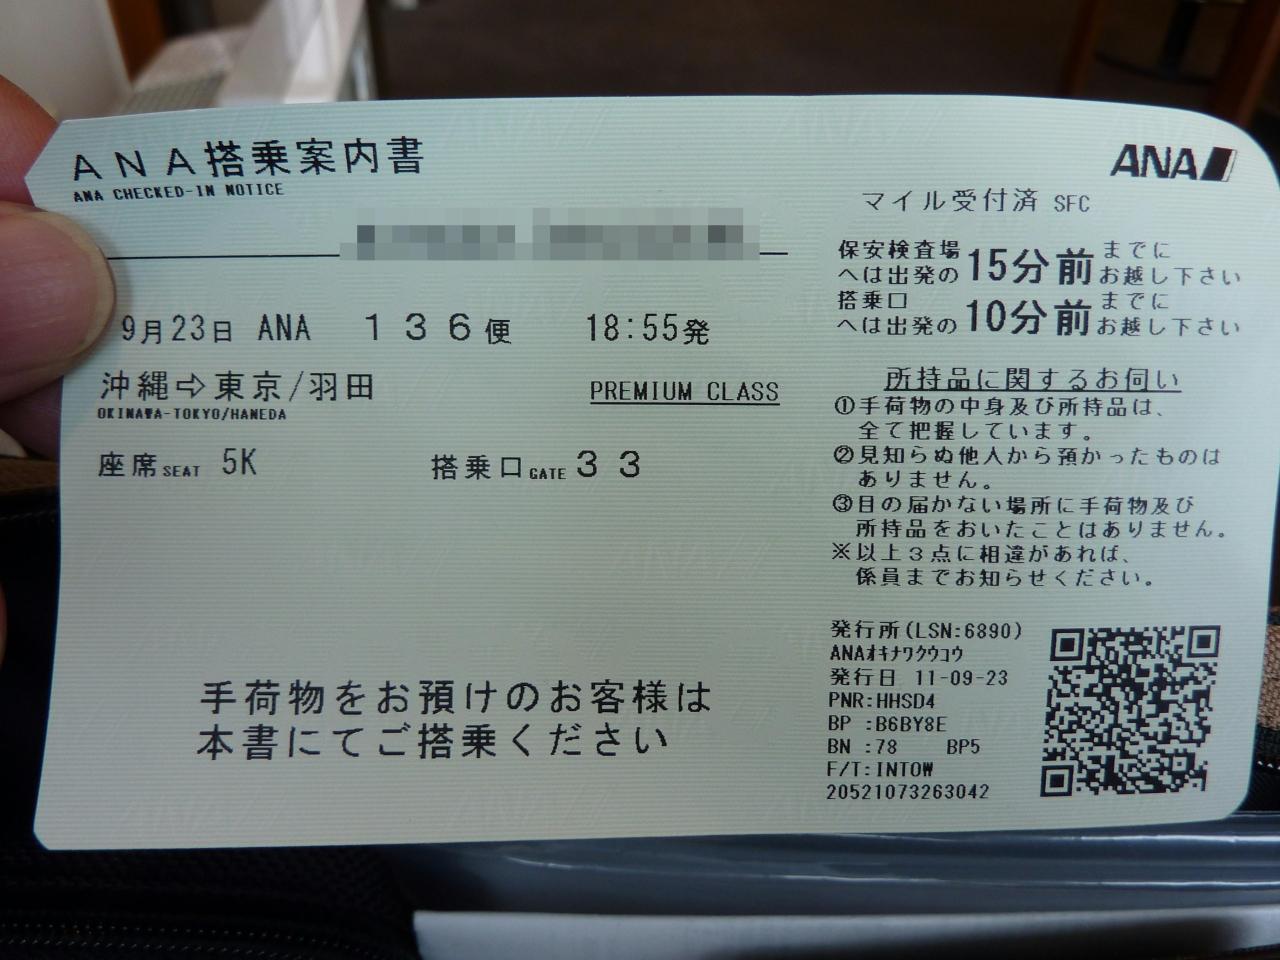 ANA搭乗案内書
ANA CHECKED-IN NOTICE
9月23日 ANA 136便 18:55発
沖縄⇨東京/羽田
OKINAWA-TOKYO/HANEDA
PREMIUM CLASS
座席SEAT 5K 搭乗口GATE 33
手荷物をお預けのお客様は
本書にてご搭乗ください
ANA
マイル受付済 SFC
保安検査場
へは出発の15分前までに
お越し下さい
搭乗口
へは出発の10分前までに
お越し下さい
所持品に関するお伺い
①手荷物の中身及び所持品は、
全て把握しています。
②見知らぬ他人から預かったものは
ありません。
③目の届かない場所に手荷物及び
所持品をおいたことはありません。
※以上3点に相違があれば、
係員までお知らせください。
発行所(LSN:6890)
ANAオキナワクウコウ
発行日 11-09-23
PNR:HHSD4
BP :B6BY8E
BN :78 BP5
F/T:INTOW
20521073263042